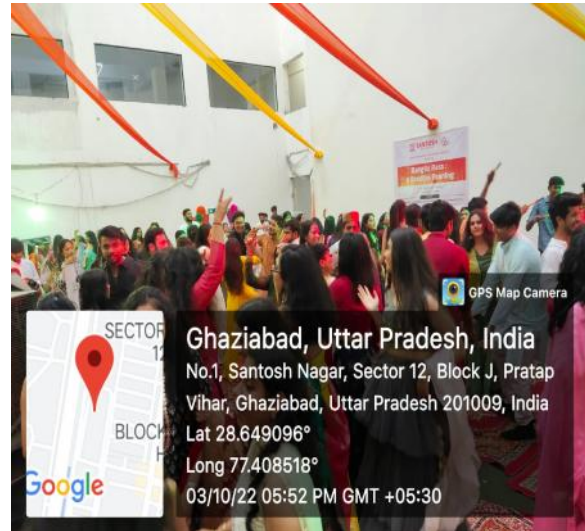 SANTOSH
GPS Map Camera
SECTOR
12
BLOCK
H
Google
Ghaziabad, Uttar Pradesh, India
No.1, Santosh Nagar, Sector 12, Block J, Pratap
Vihar, Ghaziabad, Uttar Pradesh 201009, India
Lat 28.649096°
Long 77.408518°
03/10/22 05:52 PM GMT +05:30